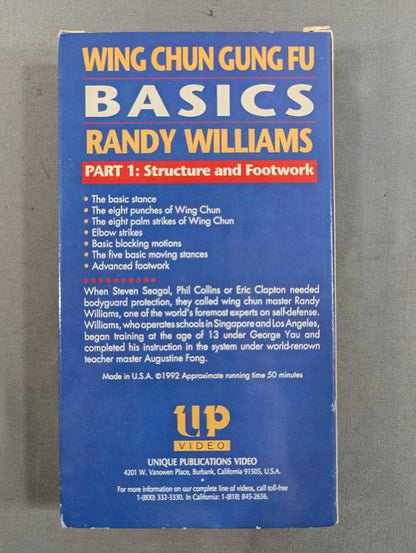 WING CHUN GUNG FU
BASICS
RANDY WILLIAMS
PART 1: Structure and Footwork
• The basic stance
• The eight punches of Wing Chun
• The eight palm strikes of Wing Chun
• Elbow strikes
• Basic blocking motions
• The five basic moving stances
• Advanced footwork
When Steven Seagal, Phil Collins or Eric Clapton needed
bodyguard protection, they called wing chun master Randy
Williams, one of the world's foremost experts on self-defense.
Williams, who operates schools in Singapore and Los Angeles,
began training at the age of 13 under George Yau and
completed his instruction in the system under world-renown
teacher master Augustine Fong.
Made in U.S.A. ©1992 Approximate running time 50 minutes
UP
VIDEO
UNIQUE PUBLICATIONS VIDEO
4201 W. Vanowen Place, Burbank, California 91505, U.S.A.
•
For more information on our complete line of videos, call toll-free
1-(800) 332-3330. In California: 1-(818) 845-2656.